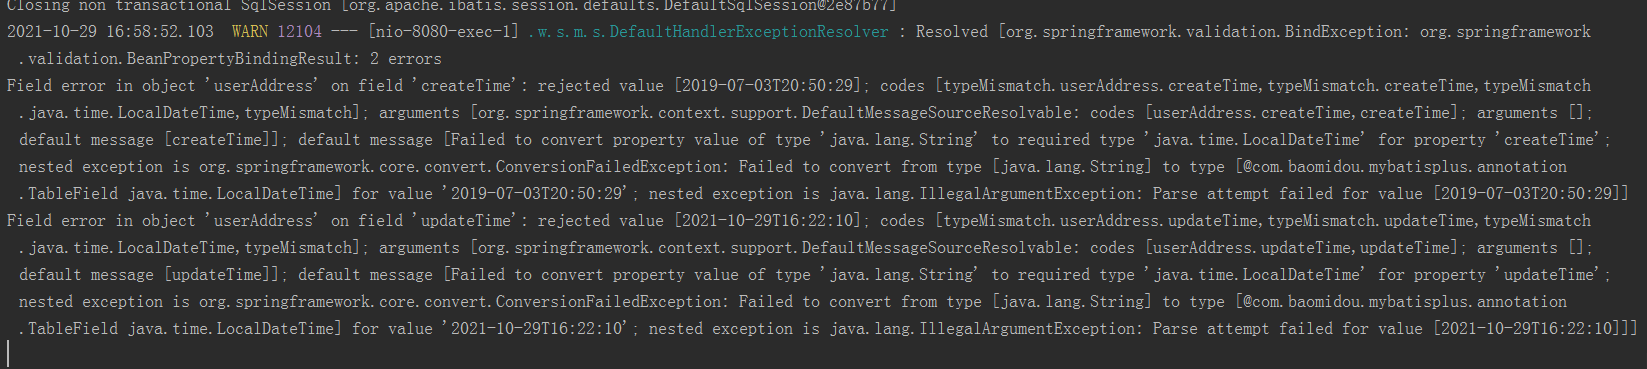 Closing non transactional SqlSession [org.apache.ibatis.session.defaults.DefaultSqlSession@2e87b77]
2021-10-29 16:58:52.103  WARN 12104 --- [nio-8080-exec-1] .w.s.m.s.DefaultHandlerExceptionResolver : Resolved [org.springframework.validation.BindException: org.springframework
.validation.BeanPropertyBindingResult: 2 errors
Field error in object 'userAddress' on field 'createTime': rejected value [2019-07-03T20:50:29]; codes [typeMismatch.userAddress.createTime,typeMismatch.createTime,typeMismatch
.java.time.LocalDateTime,typeMismatch]; arguments [org.springframework.context.support.DefaultMessageSourceResolvable: codes [userAddress.createTime,createTime]; arguments [];
default message [createTime]]; default message [Failed to convert property value of type 'java.lang.String' to required type 'java.time.LocalDateTime' for property 'createTime';
nested exception is org.springframework.core.convert.ConversionFailedException: Failed to convert from type [java.lang.String] to type [@com.baomidou.mybatisplus.annotation
.TableField java.time.LocalDateTime] for value '2019-07-03T20:50:29'; nested exception is java.lang.IllegalArgumentException: Parse attempt failed for value [2019-07-03T20:50:29]]
Field error in object 'userAddress' on field 'updateTime': rejected value [2021-10-29T16:22:10]; codes [typeMismatch.userAddress.updateTime,typeMismatch.updateTime,typeMismatch
.java.time.LocalDateTime,typeMismatch]; arguments [org.springframework.context.support.DefaultMessageSourceResolvable: codes [userAddress.updateTime,updateTime]; arguments [];
default message [updateTime]]; default message [Failed to convert property value of type 'java.lang.String' to required type 'java.time.LocalDateTime' for property 'updateTime';
nested exception is org.springframework.core.convert.ConversionFailedException: Failed to convert from type [java.lang.String] to type [@com.baomidou.mybatisplus.annotation
.TableField java.time.LocalDateTime] for value '2021-10-29T16:22:10'; nested exception is java.lang.IllegalArgumentException: Parse attempt failed for value [2021-10-29T16:22:10]]]